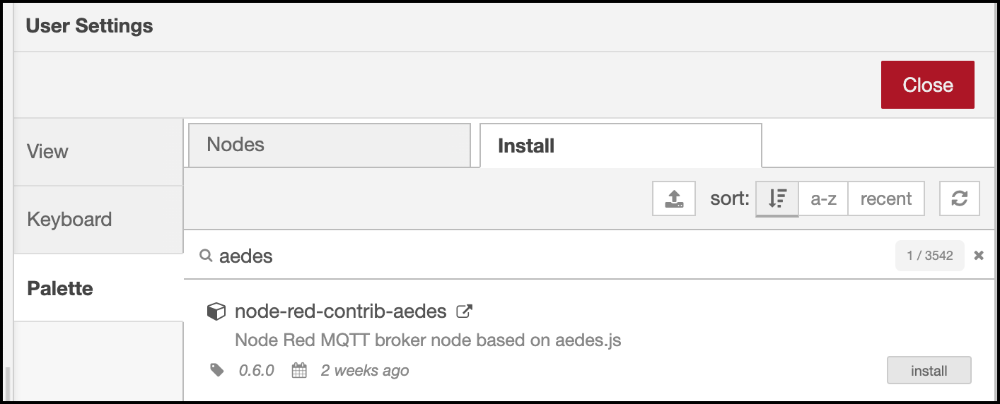 User Settings
Close
View
Nodes
Install
Keyboard
sort:
a-z
recent
aedes
1 / 3542
Palette
node-red-contrib-aedes
Node Red MQTT broker node based on aedes.js
0.6.0
2 weeks ago
install